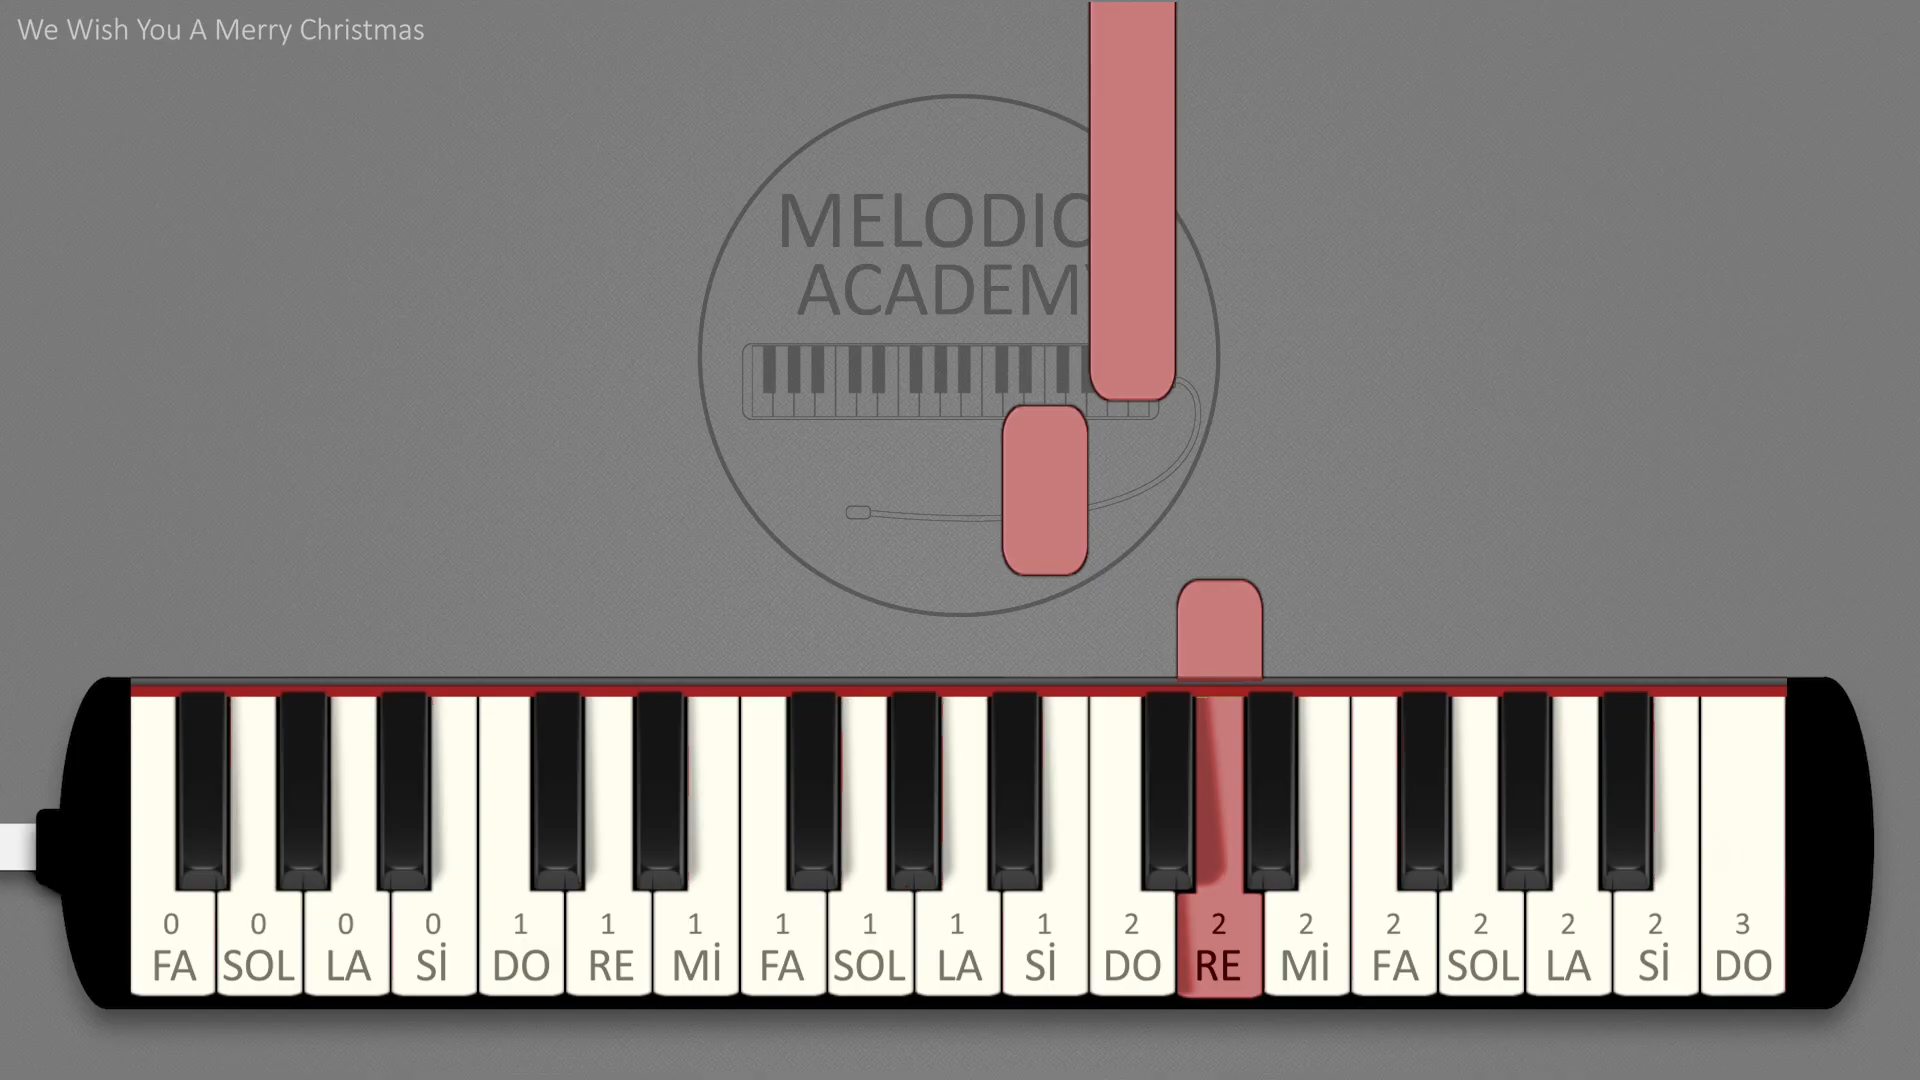 We Wish You A Merry Christmas
MELODIC
ACADEM
0 0 0 0 1 1 1 1 1 1 1 2 2 2 2 2 2 2 3
FA SOL LA Sİ DO RE Mİ FA SOL LA Sİ DO RE Mİ FA SOL LA Sİ DO